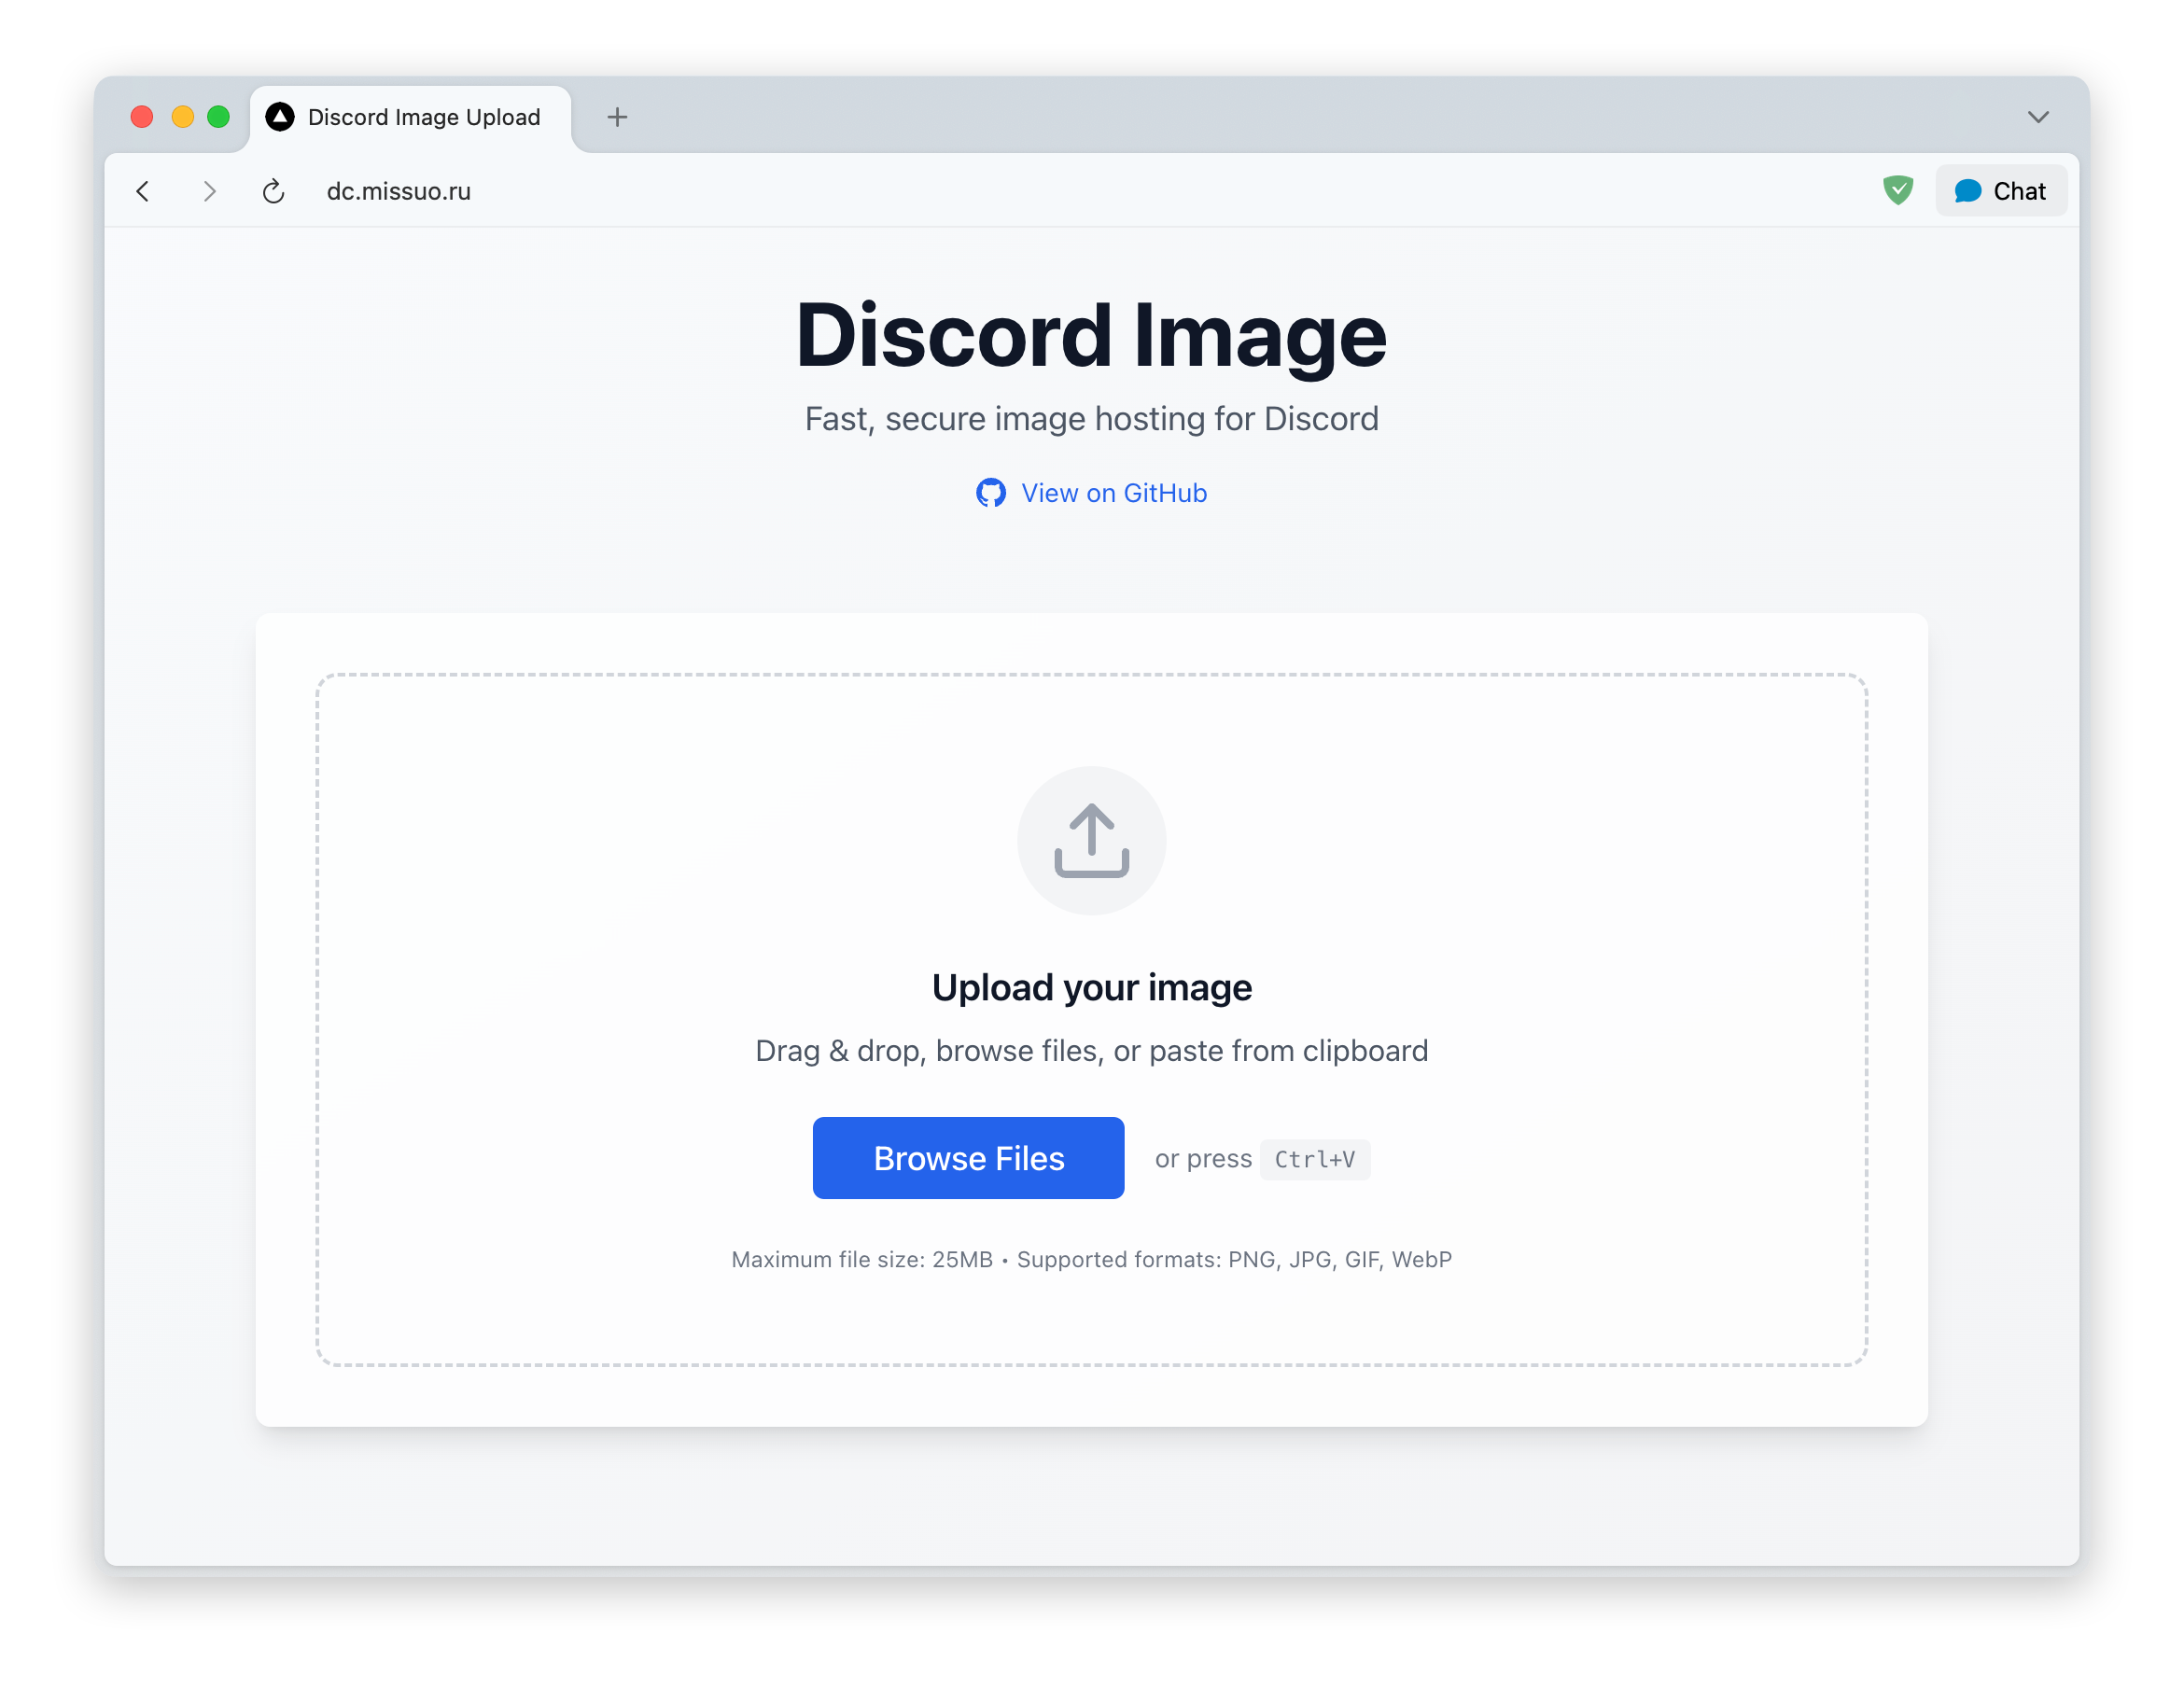 Discord Image Upload
dc.missuo.ru
Chat
Discord Image
Fast, secure image hosting for Discord
View on GitHub
Upload your image
Drag & drop, browse files, or paste from clipboard
Browse Files or press Ctrl+V
Maximum file size: 25MB • Supported formats: PNG, JPG, GIF, WebP